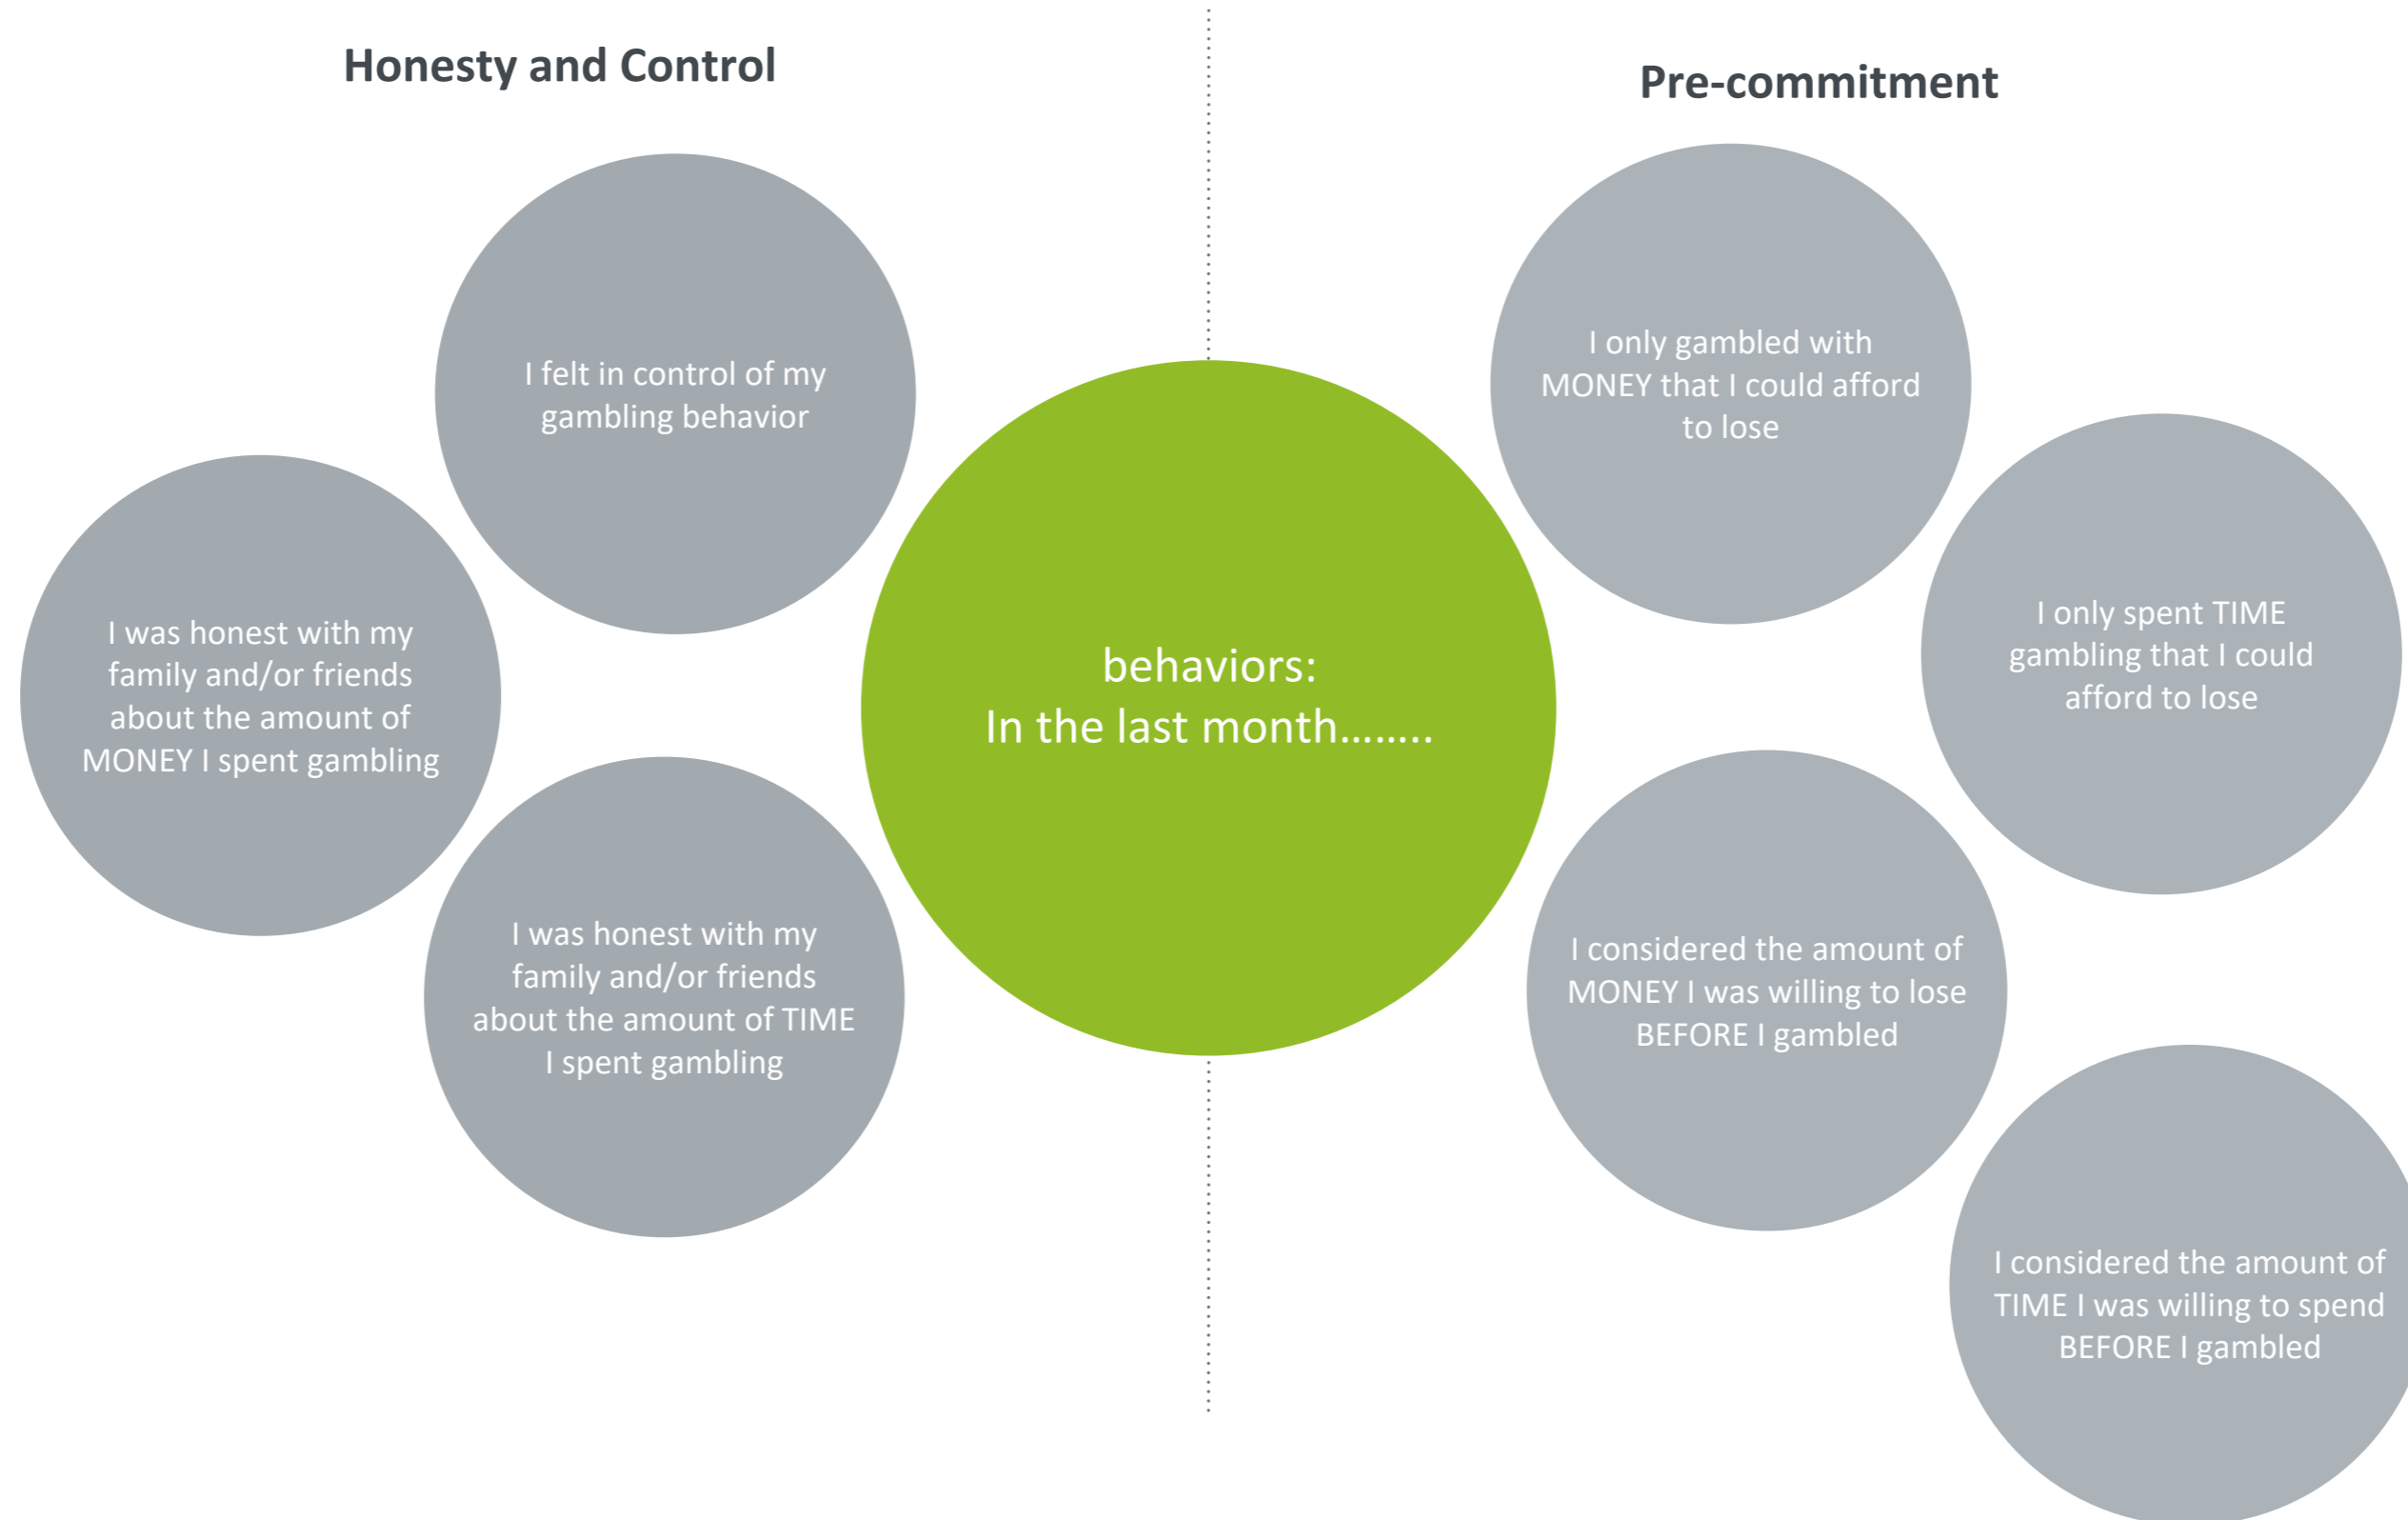 Honesty and Control
I felt in control of my
gambling behavior
I was honest with my
family and/or friends
about the amount of
MONEY I spent gambling
I was honest with my
family and/or friends
about the amount of TIME
I spent gambling
behaviors:
In the last month........
Pre-commitment
I only gambled with
MONEY that I could afford
to lose
I only spent TIME
gambling that I could
afford to lose
I considered the amount of
MONEY I was willing to lose
BEFORE I gambled
I considered the amount of
TIME I was willing to spend
BEFORE I gambled